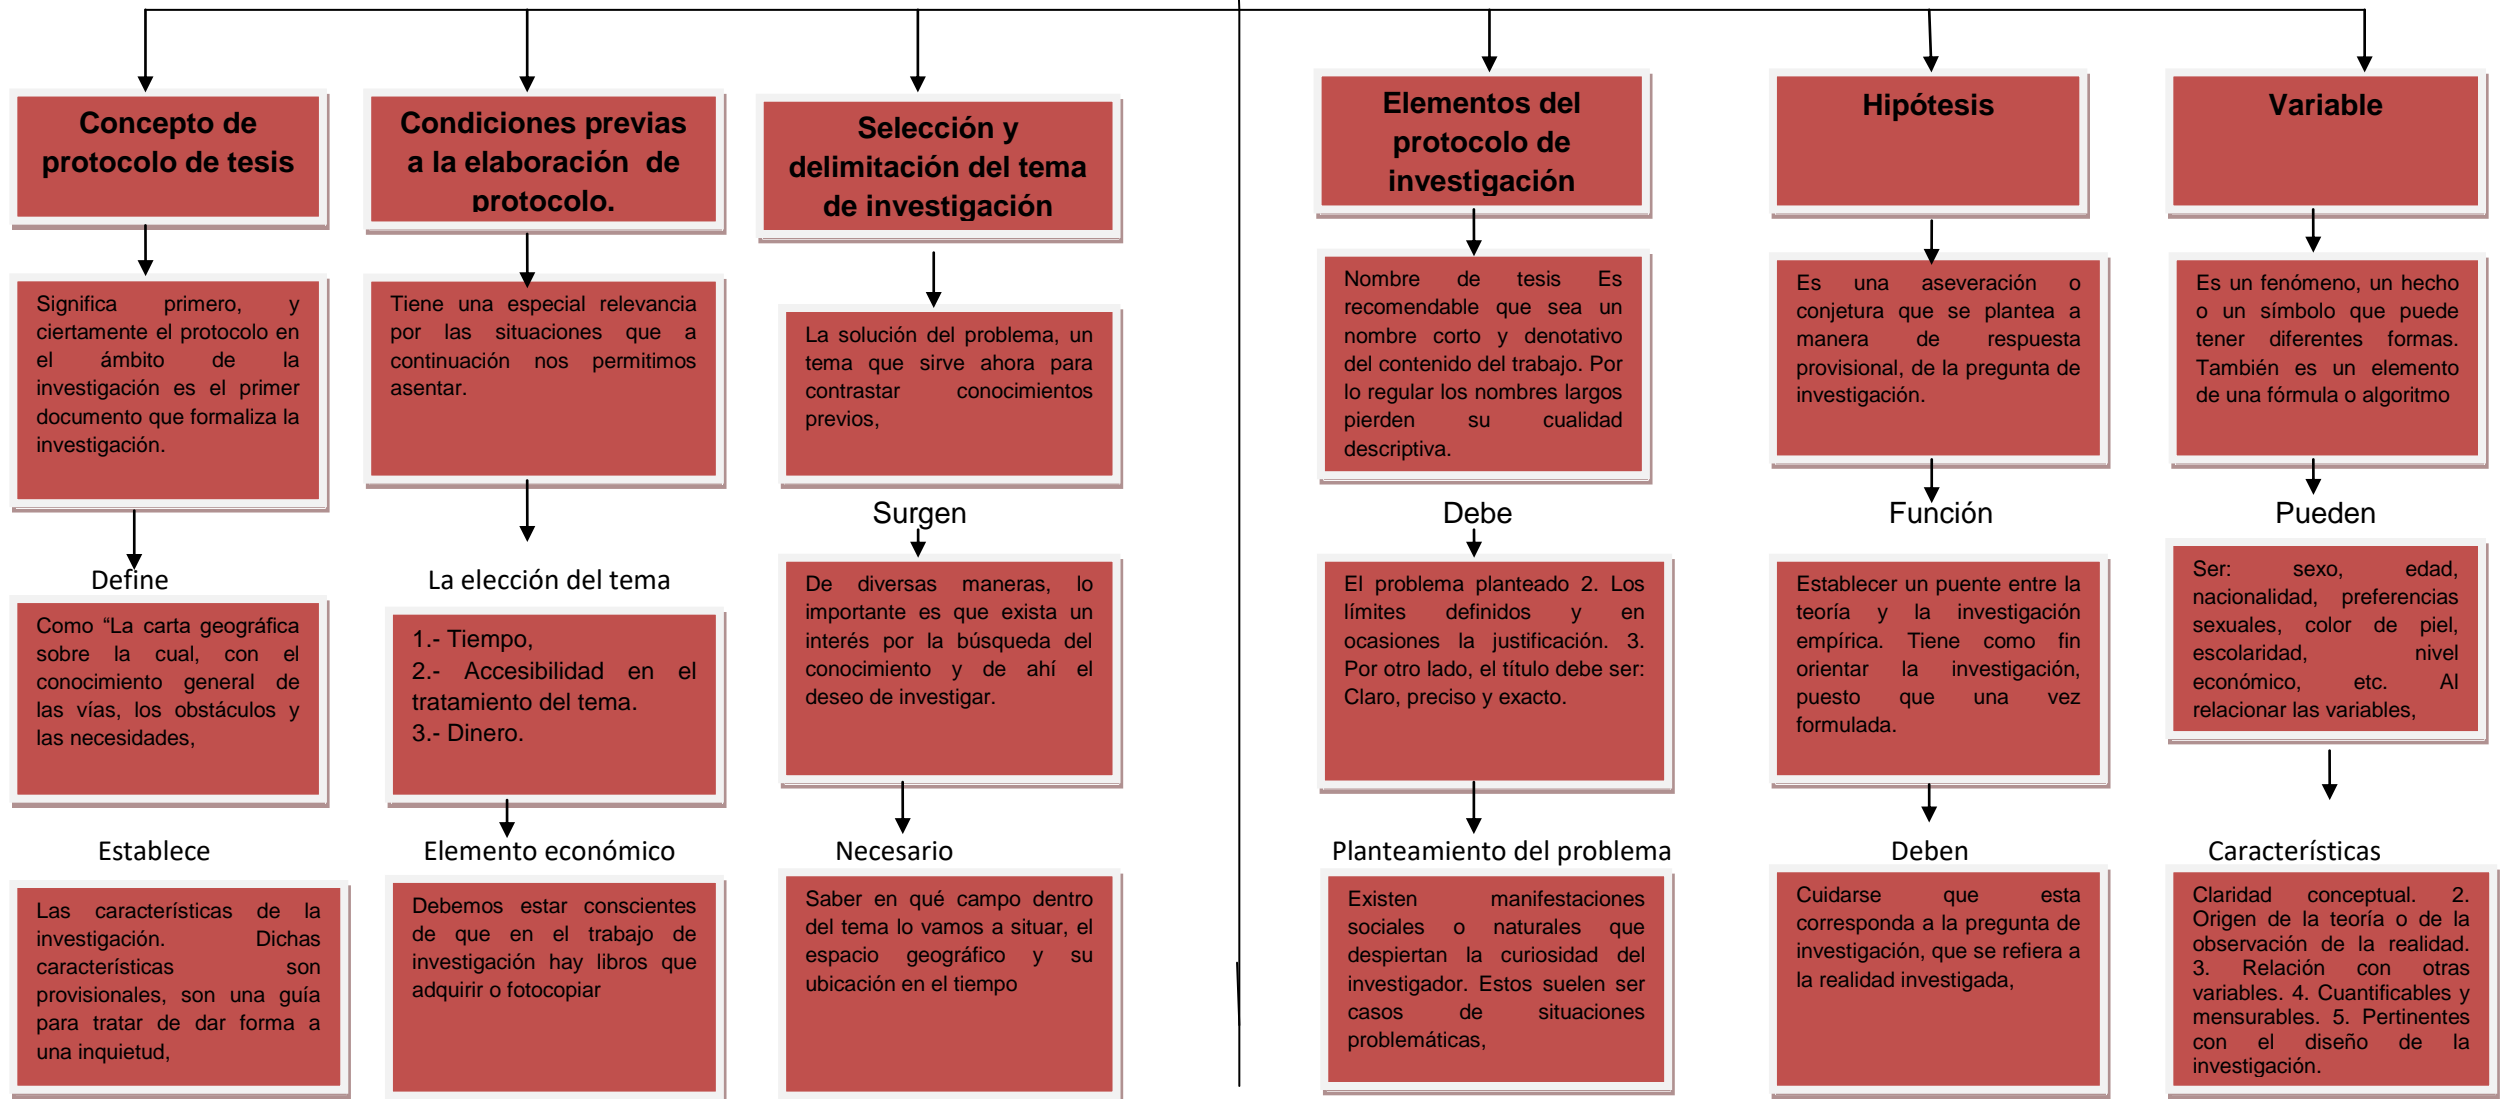 Concepto de
protocolo de tesis
Significa primero, y
ciertamente el protocolo en
el ámbito de la
investigación es el primer
documento que formaliza la
investigación.
Define
Como “La carta geográfica
sobre la cual, con el
conocimiento general de
las vías, los obstáculos y
las necesidades,
Establece
Las características de la
investigación. Dichas
características son
provisionales, son una guía
para tratar de dar forma a
una inquietud,
Condiciones previas
a la elaboración de
protocolo.
Tiene una especial relevancia
por las situaciones que a
continuación nos permitimos
asentar.
La elección del tema
1.- Tiempo,
2.- Accesibilidad en el
tratamiento del tema.
3.- Dinero.
Elemento económico
Debemos estar conscientes
de que en el trabajo de
investigación hay libros que
adquirir o fotocopiar
Selección y
delimitación del tema
de investigación
La solución del problema, un
tema que sirve ahora para
contrastar conocimientos
previos,
Surgen
De diversas maneras, lo
importante es que exista un
interés por la búsqueda del
conocimiento y de ahí el
deseo de investigar.
Necesario
Saber en qué campo dentro
del tema lo vamos a situar, el
espacio geográfico y su
ubicación en el tiempo
Elementos del
protocolo de
investigación
Nombre de tesis Es
recomendable que sea un
nombre corto y denotativo
del contenido del trabajo. Por
lo regular los nombres largos
pierden su cualidad
descriptiva.
Debe
El problema planteado 2. Los
límites definidos y en
ocasiones la justificación. 3.
Por otro lado, el título debe ser:
Claro, preciso y exacto.
Planteamiento del problema
Existen manifestaciones
sociales o naturales que
despiertan la curiosidad del
investigador. Estos suelen ser
casos de situaciones
problemáticas,
Hipótesis
Es una aseveración o
conjetura que se plantea a
manera de respuesta
provisional, de la pregunta de
investigación.
Función
Establecer un puente entre la
teoría y la investigación
empírica. Tiene como fin
orientar la investigación,
puesto que una vez
formulada.
Deben
Cuidarse que esta
corresponda a la pregunta de
investigación, que se refiera a
la realidad investigada,
Variable
Es un fenómeno, un hecho
o un símbolo que puede
tener diferentes formas.
También es un elemento
de una fórmula o algoritmo
Pueden
Ser: sexo, edad,
nacionalidad, preferencias
sexuales, color de piel,
escolaridad, nivel
económico, etc. Al
relacionar las variables,
Características
Claridad conceptual. 2.
Origen de la teoría o de la
observación de la realidad.
3. Relación con otras
variables. 4. Cuantificables y
mensurables. 5. Pertinentes
con el diseño de la
investigación.